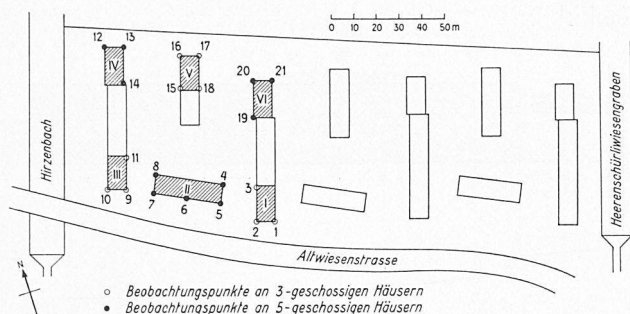 0 10 20 30 40 50 m
12 13
16 17
IV
V
14
15 18
20 21
VI
19
11
8
4
II
III
3
I
7
6
5
10 9
2 1
Hirzenbach
Heerenschürliwiesengraben
Altwiesenstrasse
N
Beobachtungspunkte an 3-geschossigen Häusern
Beobachtungspunkte an 5-geschossigen Häusern